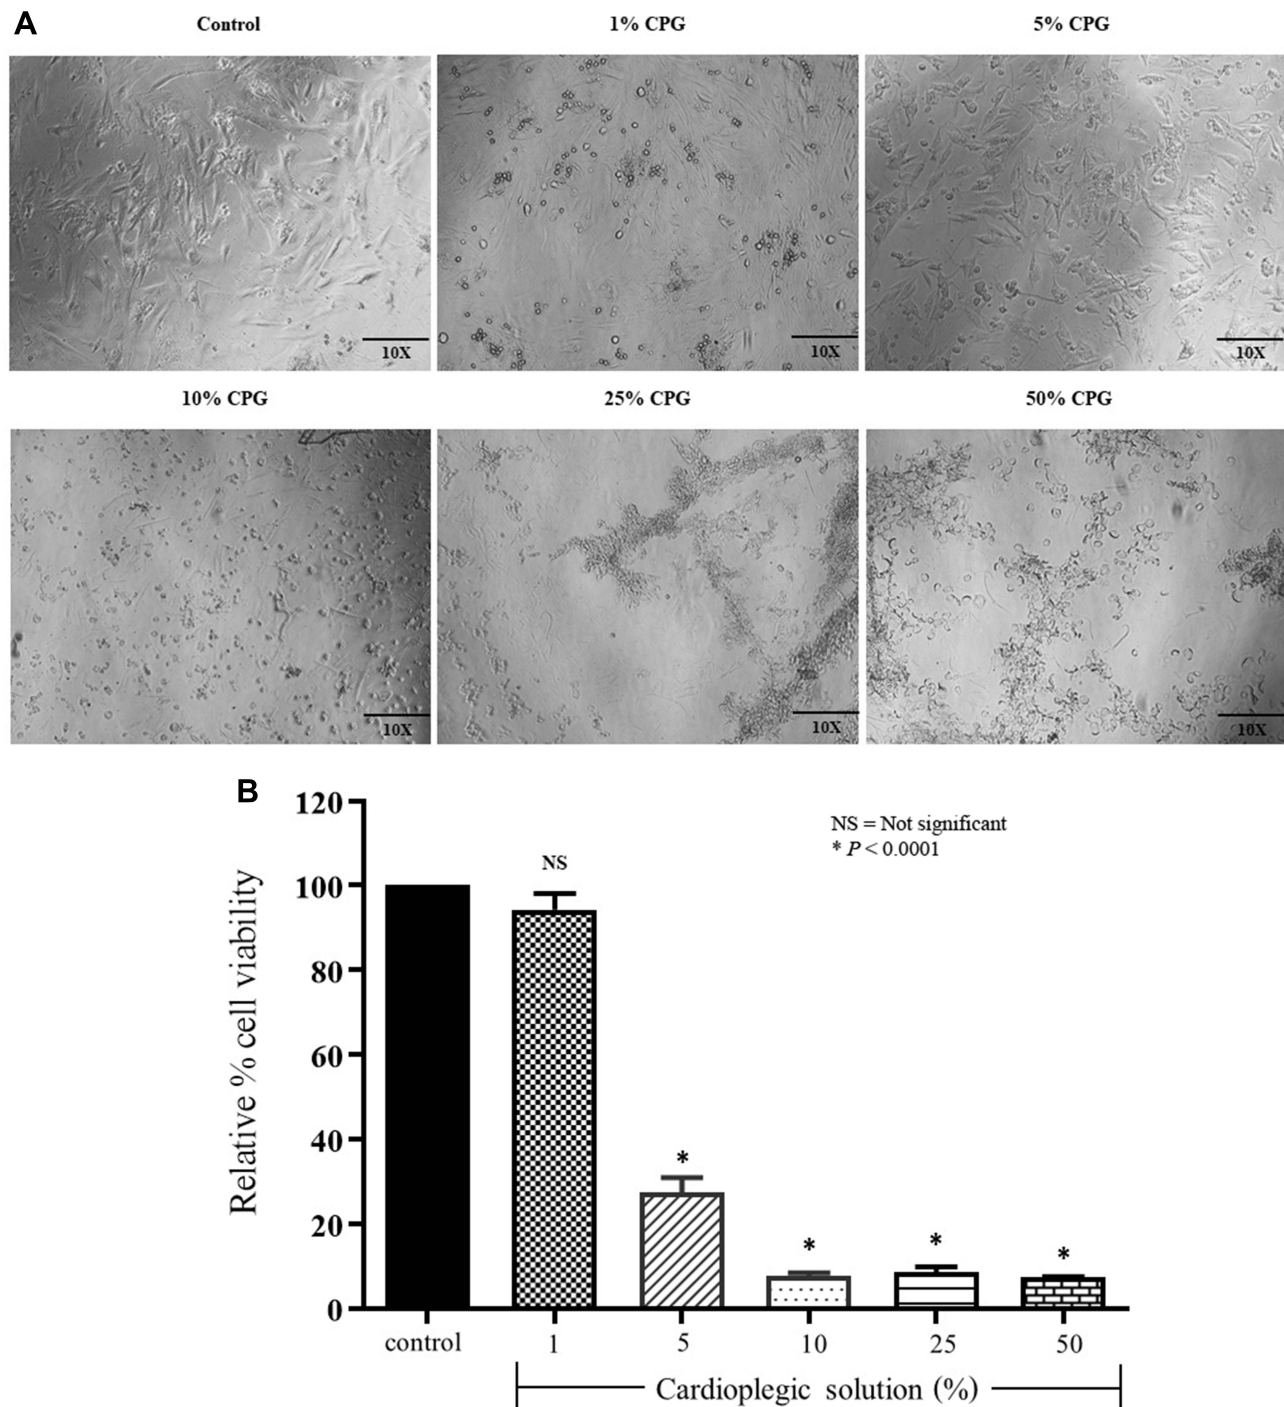 A
Control
1% CPG
5% CPG
10X
10X
10X
10% CPG
25% CPG
50% CPG
10X
10X
10X
B
NS = Not significant
* P < 0.0001
Relative % cell viability
120
100
80
60
40
20
0
NS
*
*
*
*
control
1
5
10
25
50
Cardioplegic solution (%)